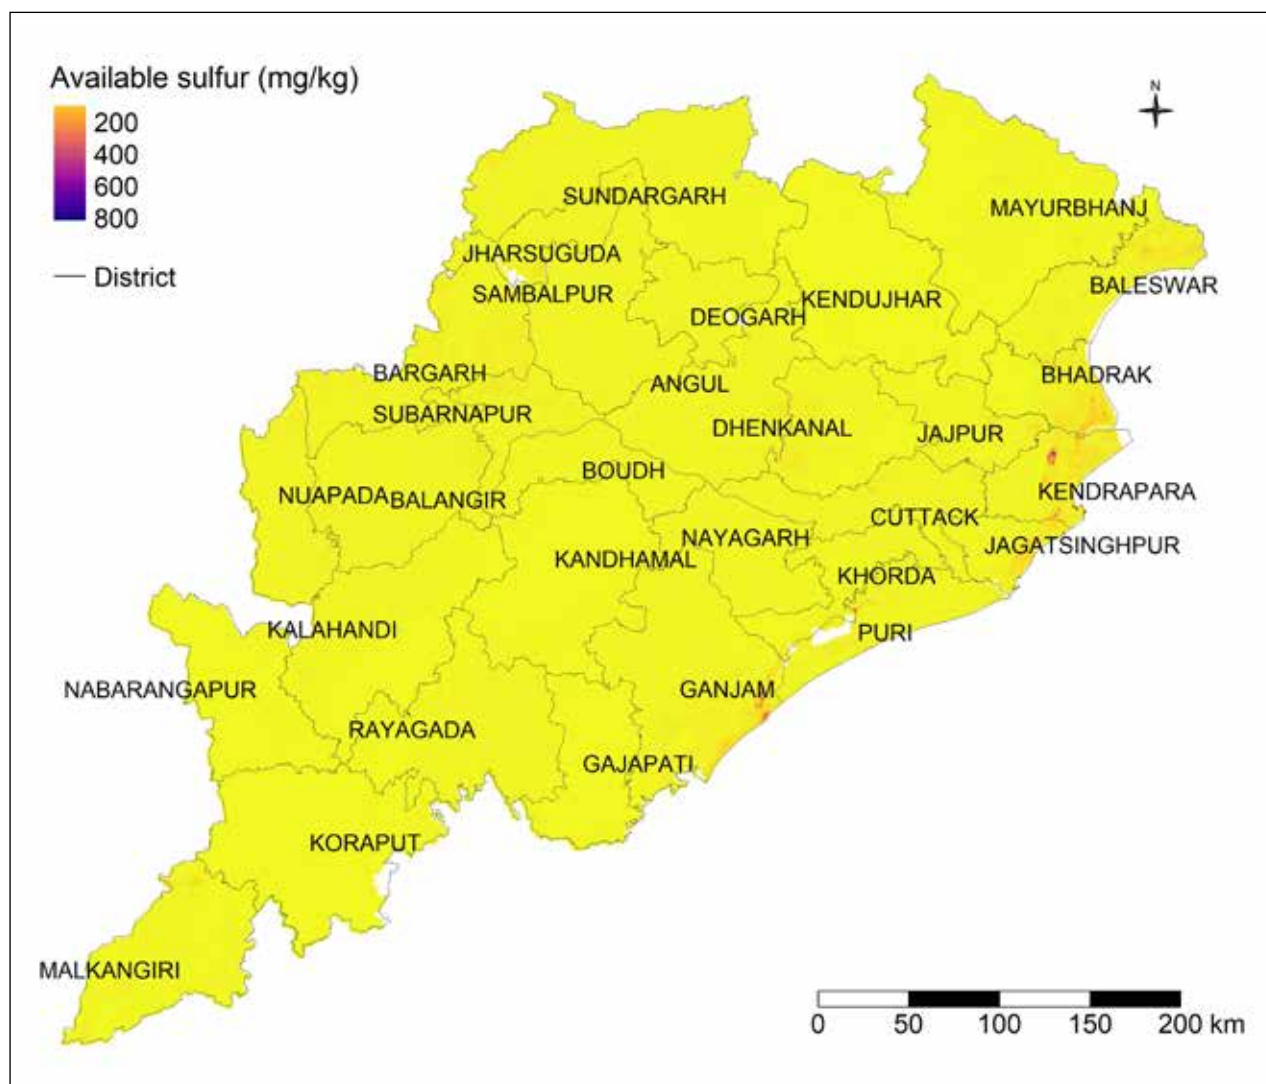 Available sulfur (mg/kg)
200
400
600
800
District
N
SUNDARGARH
MAYURBHANJ
JHARSUGUDA
SAMBALPUR
BALESWAR
KENDUJHAR
DEOGARH
BARGARH
BHADRAK
ANGUL
SUBARNAPUR
DHENKANAL
JAJPUR
BOUDH
NUAPADA
BALANGIR
KENDRAPARA
CUTTACK
NAYAGARH
JAGATSINGHPUR
KANDHAMAL
KHORDA
KALAHANDI
PURI
NABARANGAPUR
GANJAM
RAYAGADA
GAJAPATI
KORAPUT
MALKANGIRI
0 50 100 150 200 km